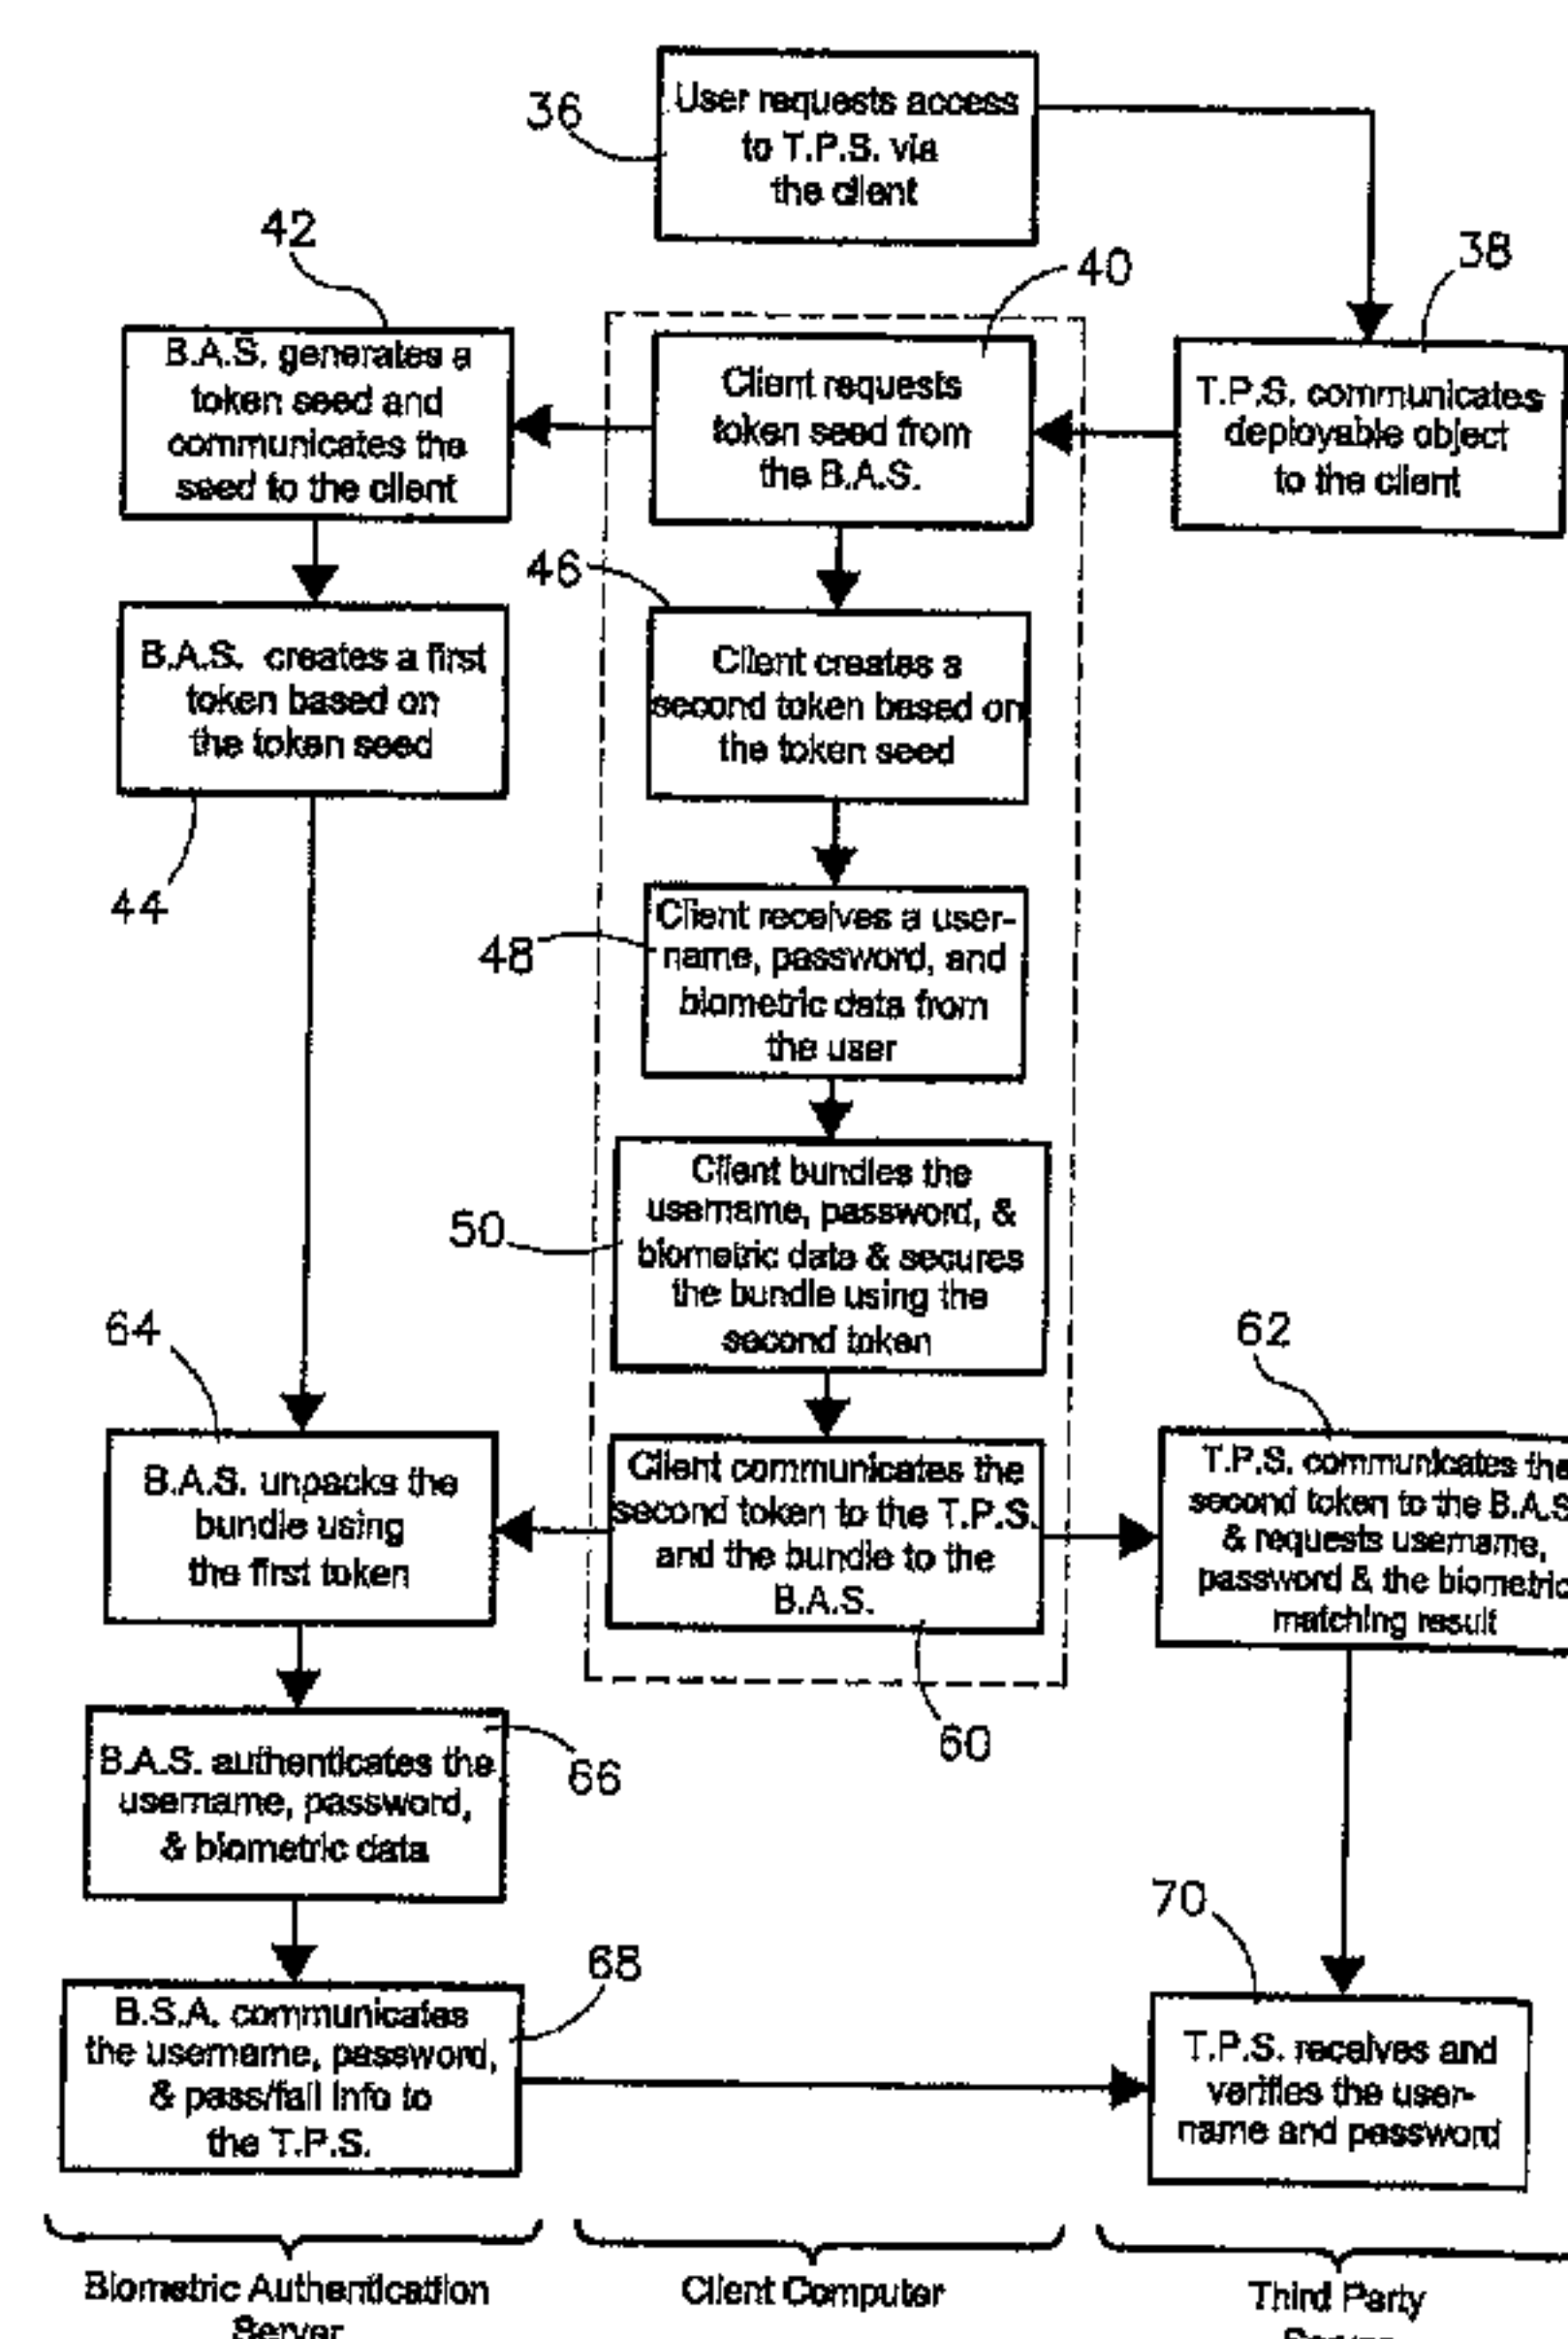 36
User requests access
to T.P.S. via
the client
42
40
38
B.A.S. generates a
token seed and
communicates the
seed to the client
Client requests
token seed from
the B.A.S.
T.P.S. communicates
deployable object
to the client
46
B.A.S. creates a first
token based on
the token seed
Client creates a
second token based on
the token seed
44
48
Client receives a user-
name, password, and
biometric data from
the user
50
Client bundles the
username, password, &
biometric data & secures
the bundle using the
second token
64
62
B.A.S. unpacks the
bundle using
the first token
Client communicates the
second token to the T.P.S.
and the bundle to the
B.A.S.
T.P.S. communicates the
second token to the B.A.S
& requests username,
password & the biometric
matching result
60
66
B.A.S. authenticates the
username, password,
& biometric data
70
68
B.S.A. communicates
the username, password,
& pass/fail info to
the T.P.S.
T.P.S. receives and
verifies the user-
name and password
Biometric Authentication
Server
Client Computer
Third Party
Server